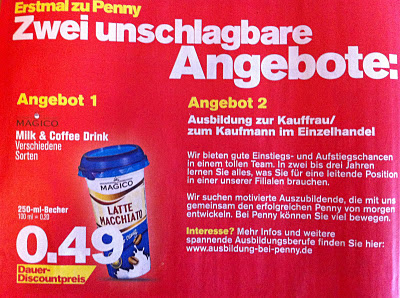 Erstmal zu Penny
Zwei unschlagbare
Angebote:
Angebot 1
MAGICO
Milk & Coffee Drink
Verschiedene
Sorten
250-ml-Becher
100 ml = 0.20
0.49
Dauer-
Discountpreis
MAGICO
LATTE
MACCHIATO
Angebot 2
Ausbildung zur Kauffrau/
zum Kaufmann im Einzelhandel
Wir bieten gute Einstiegs- und Aufstiegschancen
in einem tollen Team. In zwei bis drei Jahren
lernen Sie alles, was Sie für eine leitende Position
in einer unserer Filialen brauchen.
Wir suchen motivierte Auszubildende, die mit uns
gemeinsam den erfolgreichen Penny von morgen
entwickeln. Bei Penny können Sie viel bewegen.
Interesse? Mehr Infos und weitere
spannende Ausbildungsberufe finden Sie hier:
www.ausbildung-bei-penny.de